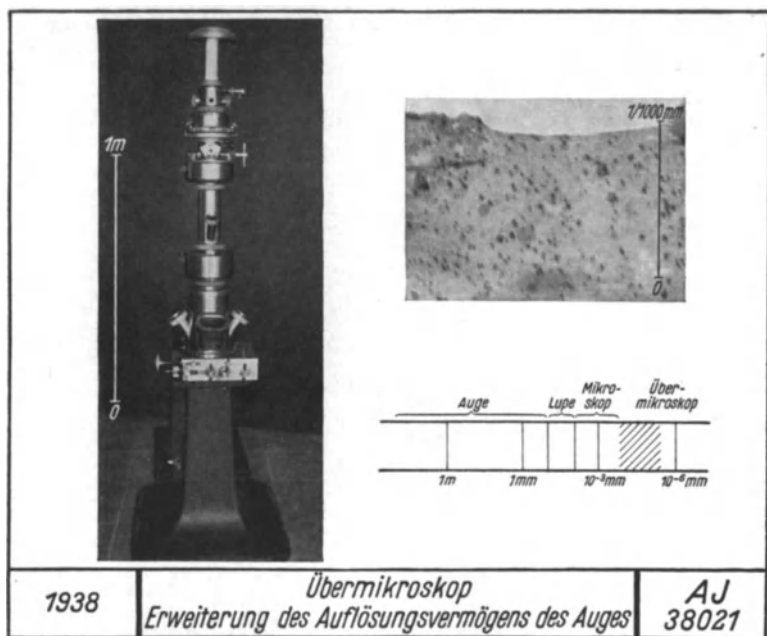 1m
0
1/1000 mm
0
Auge
Lupe
Mikro-
skop
Über-
mikroskop
1m
1mm
10⁻³mm
10⁻⁶mm
1938
Übermikroskop
Erweiterung des Auflösungsvermögens des Auges
AJ
38021